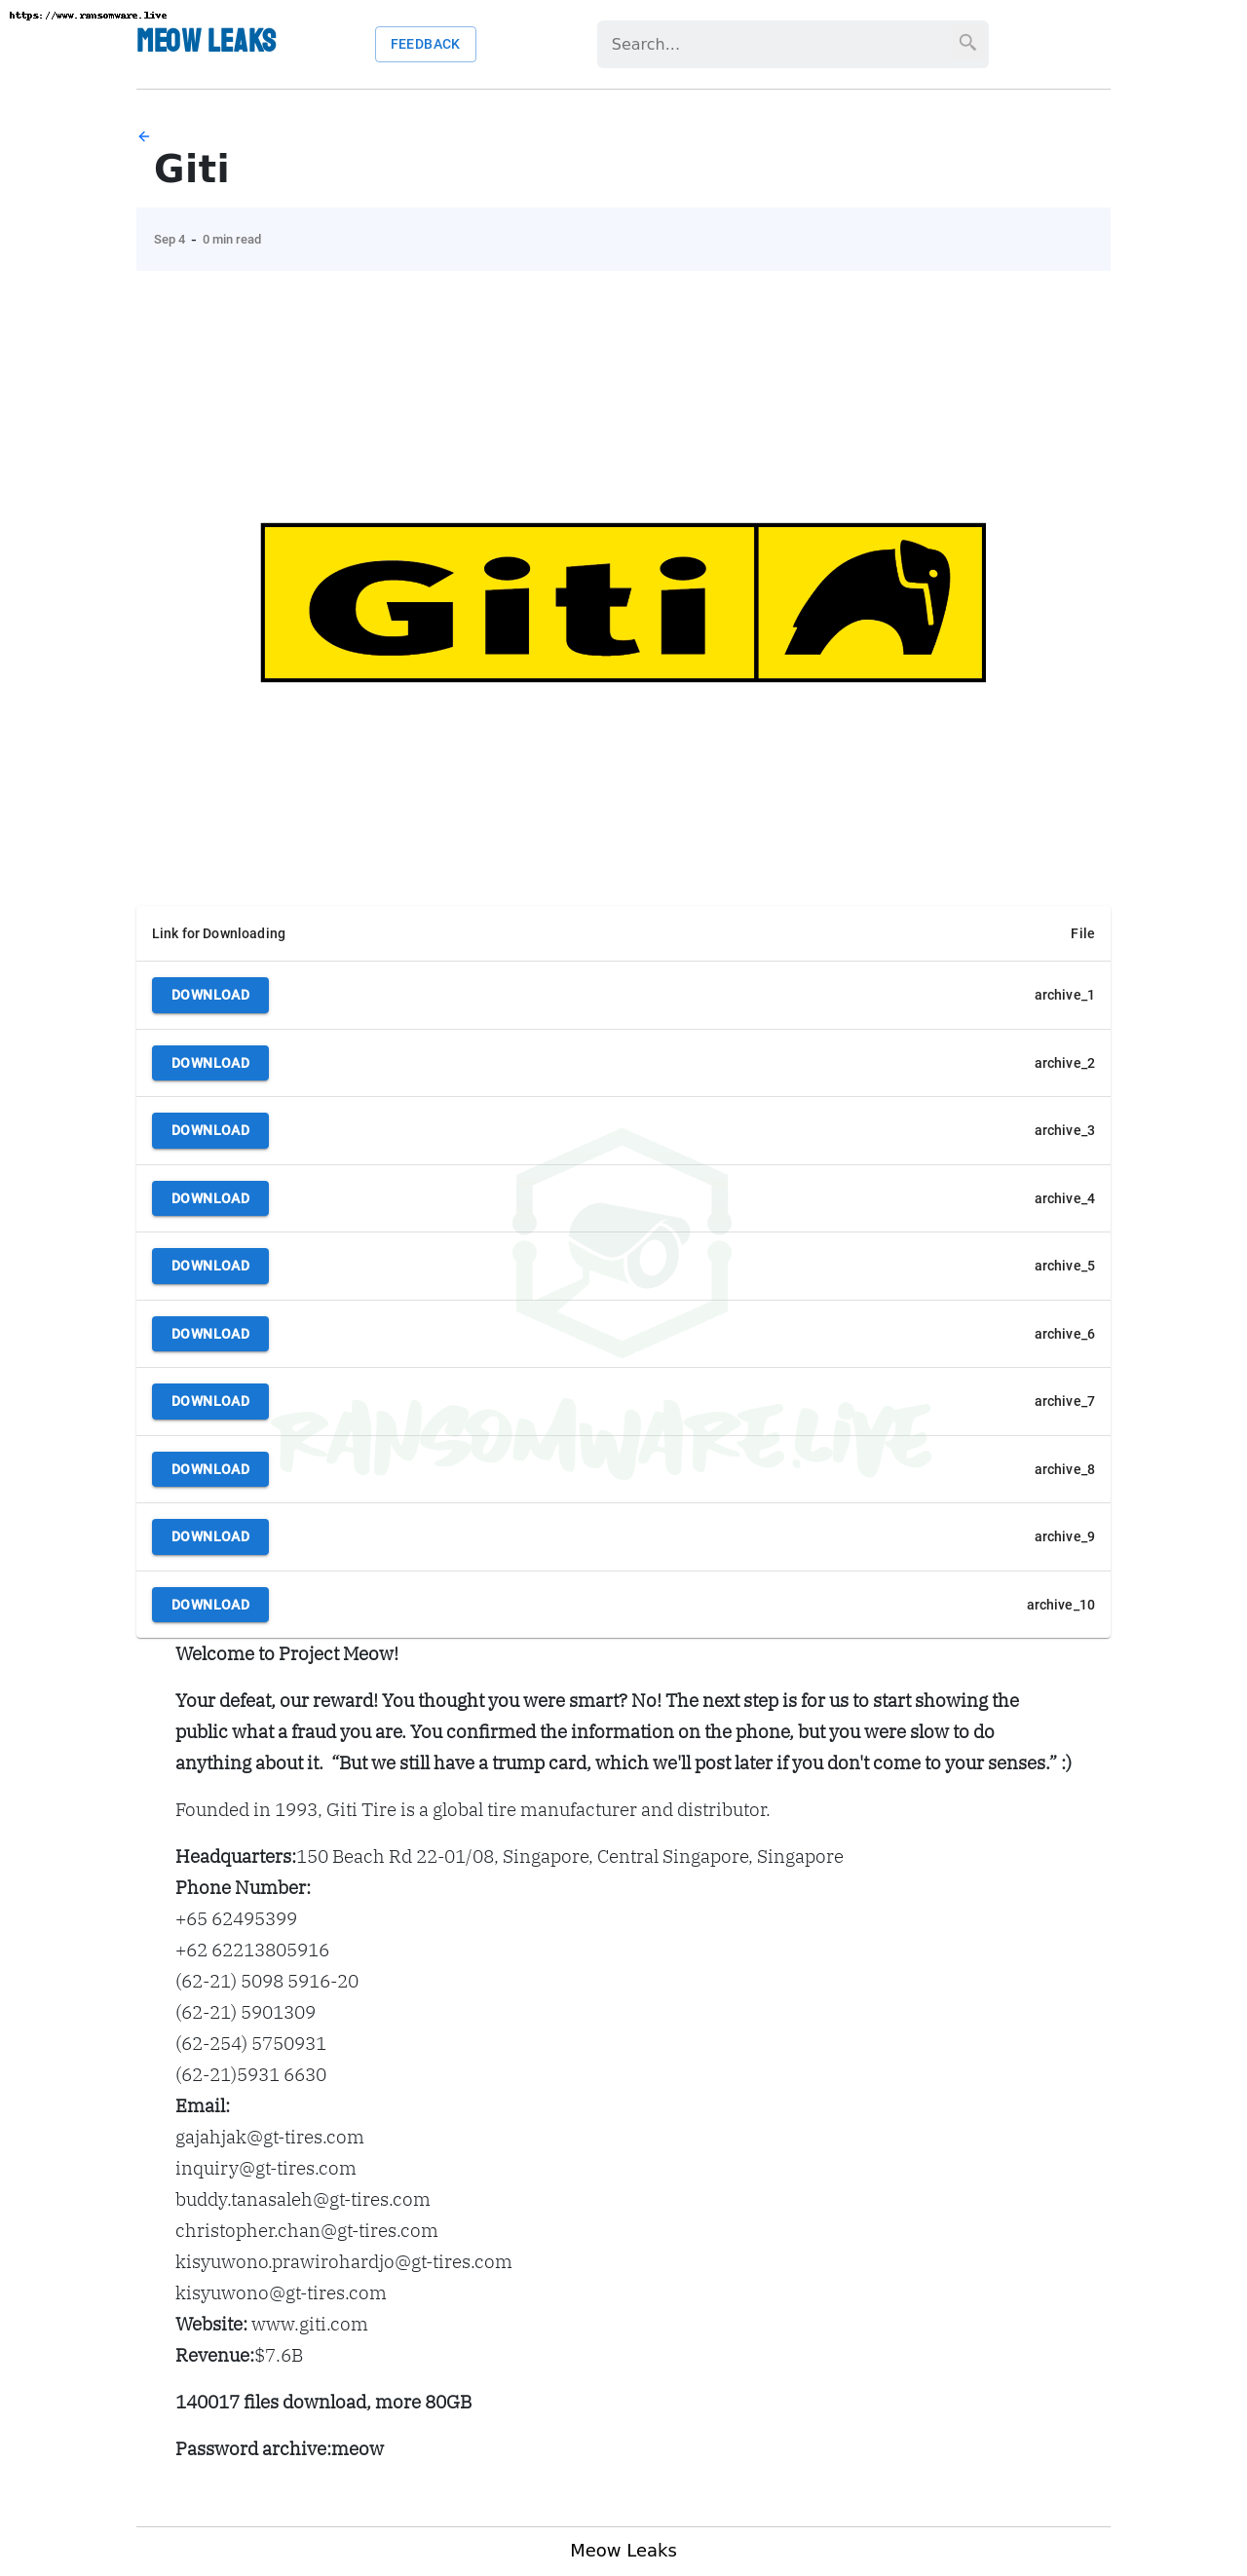 https://www.ransomware.live
MEOW LEAKS
FEEDBACK
Search...
Giti
Sep 4 - 0 min read
Giti
Link for Downloading File
DOWNLOAD archive_1
DOWNLOAD archive_2
DOWNLOAD archive_3
DOWNLOAD archive_4
DOWNLOAD archive_5
DOWNLOAD archive_6
DOWNLOAD archive_7
RANSOMWARE.LIVE
DOWNLOAD archive_8
DOWNLOAD archive_9
DOWNLOAD archive_10
Welcome to Project Meow!
Your defeat, our reward! You thought you were smart? No! The next step is for us to start showing the
public what a fraud you are. You confirmed the information on the phone, but you were slow to do
anything about it.  “But we still have a trump card, which we'll post later if you don't come to your senses.” :)
Founded in 1993, Giti Tire is a global tire manufacturer and distributor.
Headquarters:150 Beach Rd 22-01/08, Singapore, Central Singapore, Singapore
Phone Number:
+65 62495399
+62 62213805916
(62-21) 5098 5916-20
(62-21) 5901309
(62-254) 5750931
(62-21)5931 6630
Email:
gajahjak@gt-tires.com
inquiry@gt-tires.com
buddy.tanasaleh@gt-tires.com
christopher.chan@gt-tires.com
kisyuwono.prawirohardjo@gt-tires.com
kisyuwono@gt-tires.com
Website: www.giti.com
Revenue:$7.6B
140017 files download, more 80GB
Password archive:meow
Meow Leaks